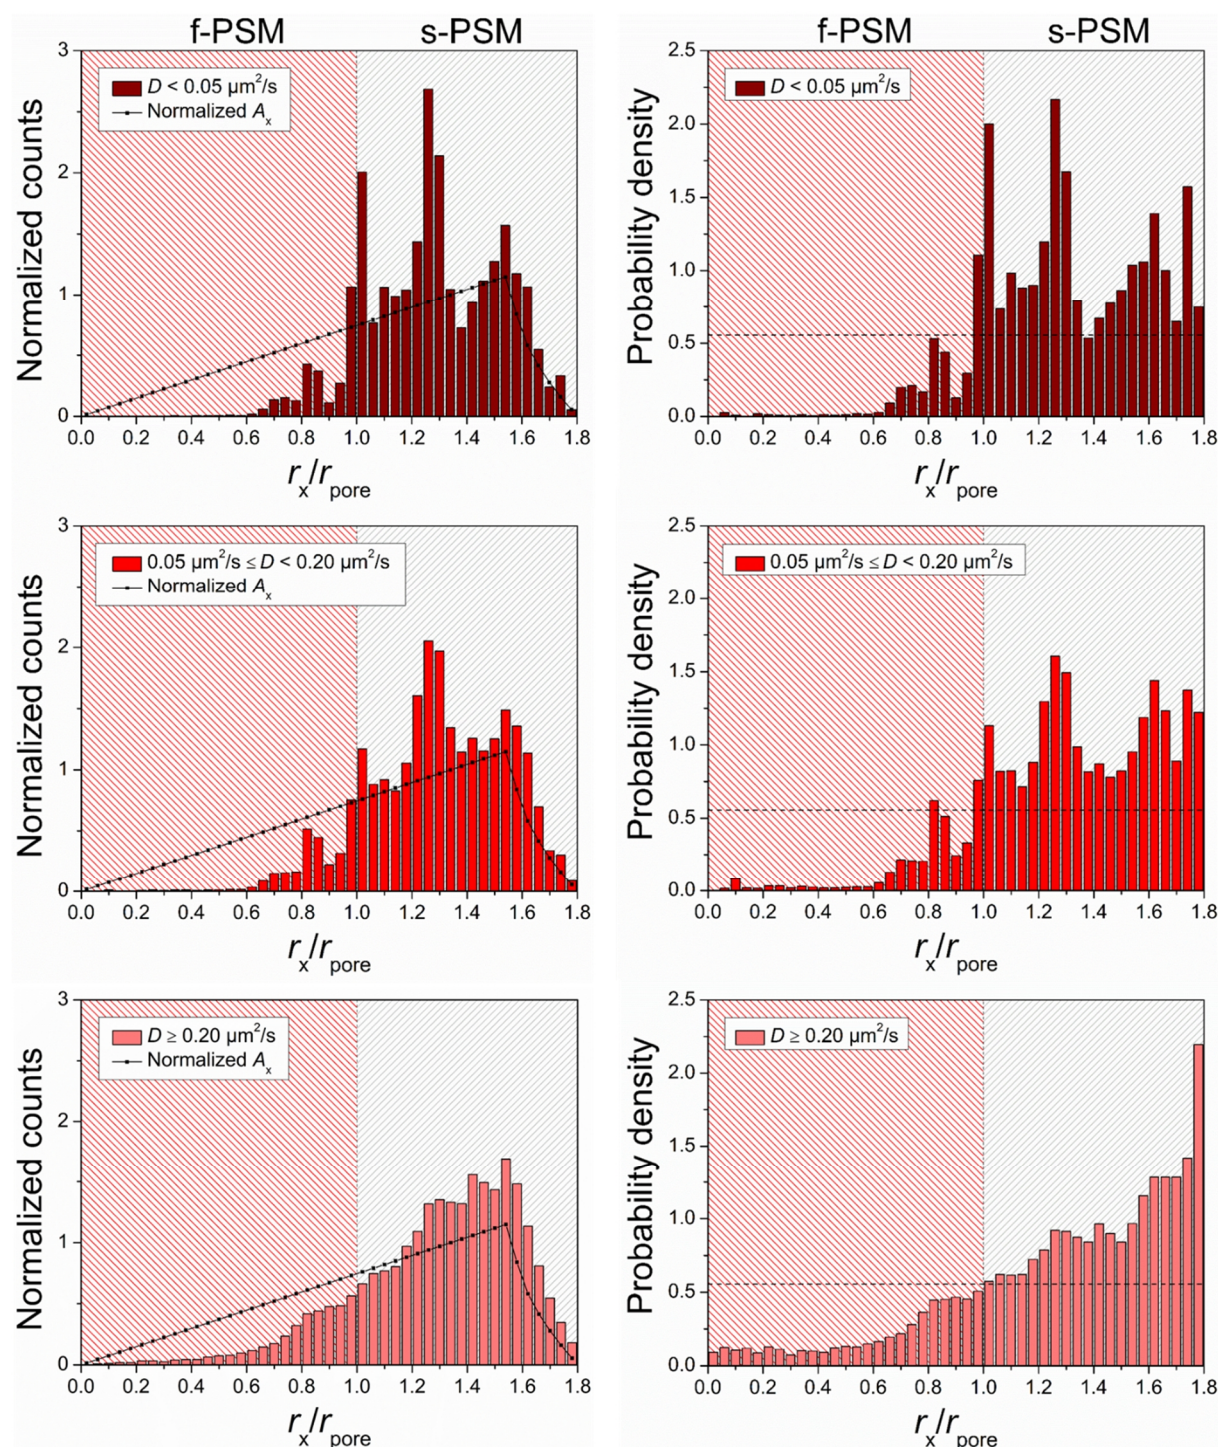 f-PSM s-PSM
f-PSM s-PSM
Normalized counts
3
2
1
0
D < 0.05 μm²/s
Normalized Aₓ
0.0 0.2 0.4 0.6 0.8 1.0 1.2 1.4 1.6 1.8
rₓ/r_pore
Probability density
2.5
2.0
1.5
1.0
0.5
0.0
D < 0.05 μm²/s
0.0 0.2 0.4 0.6 0.8 1.0 1.2 1.4 1.6 1.8
rₓ/r_pore
Normalized counts
3
2
1
0
0.05 μm²/s ≤ D < 0.20 μm²/s
Normalized Aₓ
0.0 0.2 0.4 0.6 0.8 1.0 1.2 1.4 1.6 1.8
rₓ/r_pore
Probability density
2.5
2.0
1.5
1.0
0.5
0.0
0.05 μm²/s ≤ D < 0.20 μm²/s
0.0 0.2 0.4 0.6 0.8 1.0 1.2 1.4 1.6 1.8
rₓ/r_pore
Normalized counts
3
2
1
0
D ≥ 0.20 μm²/s
Normalized Aₓ
0.0 0.2 0.4 0.6 0.8 1.0 1.2 1.4 1.6 1.8
rₓ/r_pore
Probability density
2.5
2.0
1.5
1.0
0.5
0.0
D ≥ 0.20 μm²/s
0.0 0.2 0.4 0.6 0.8 1.0 1.2 1.4 1.6 1.8
rₓ/r_pore